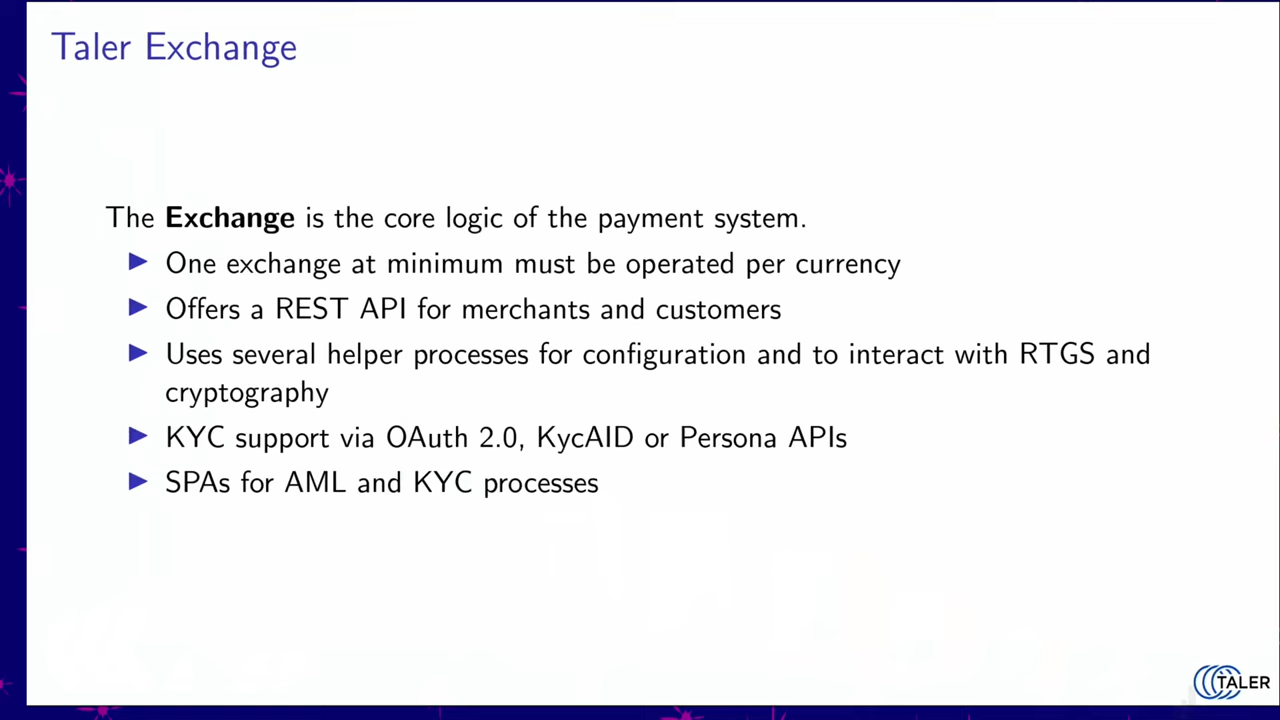 Taler Exchange
The Exchange is the core logic of the payment system.
▶ One exchange at minimum must be operated per currency
▶ Offers a REST API for merchants and customers
▶ Uses several helper processes for configuration and to interact with RTGS and
cryptography
▶ KYC support via OAuth 2.0, KycAID or Persona APIs
▶ SPAs for AML and KYC processes
TALER